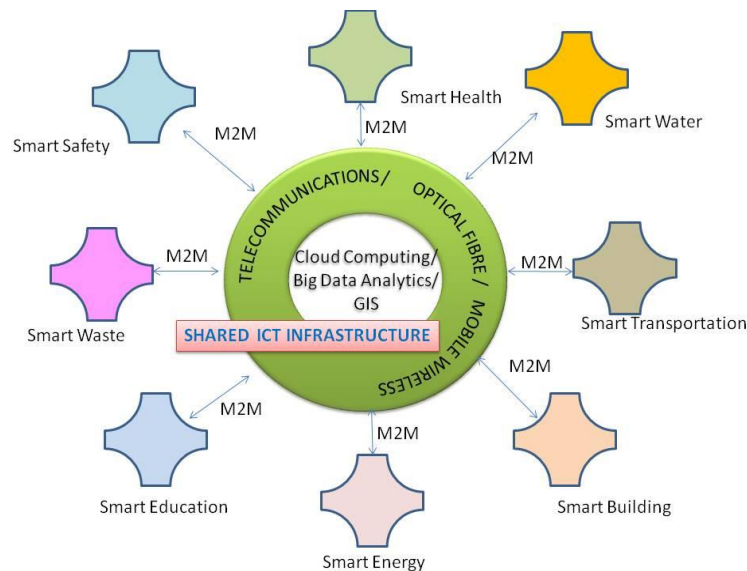 Smart Health
M2M
Smart Water
M2M
Smart Safety
M2M
TELECOMMUNICATIONS/ OPTICAL FIBRE / MOBILE WIRELESS
Cloud Computing/
Big Data Analytics/
GIS
SHARED ICT INFRASTRUCTURE
M2M
Smart Waste
M2M
Smart Transportation
M2M
Smart Education
M2M
Smart Energy
M2M
Smart Building